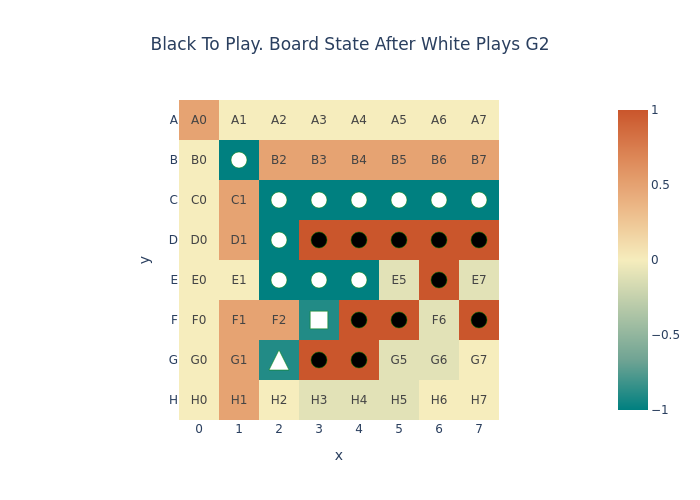 Black To Play. Board State After White Plays G2
A A0 A1 A2 A3 A4 A5 A6 A7
B B0 B2 B3 B4 B5 B6 B7
C C0 C1
D D0 D1
E E0 E1 E5 E7
F F0 F1 F2 F6
G G0 G1 G5 G6 G7
H H0 H1 H2 H3 H4 H5 H6 H7
0 1 2 3 4 5 6 7
x
y
1
0.5
0
−0.5
−1